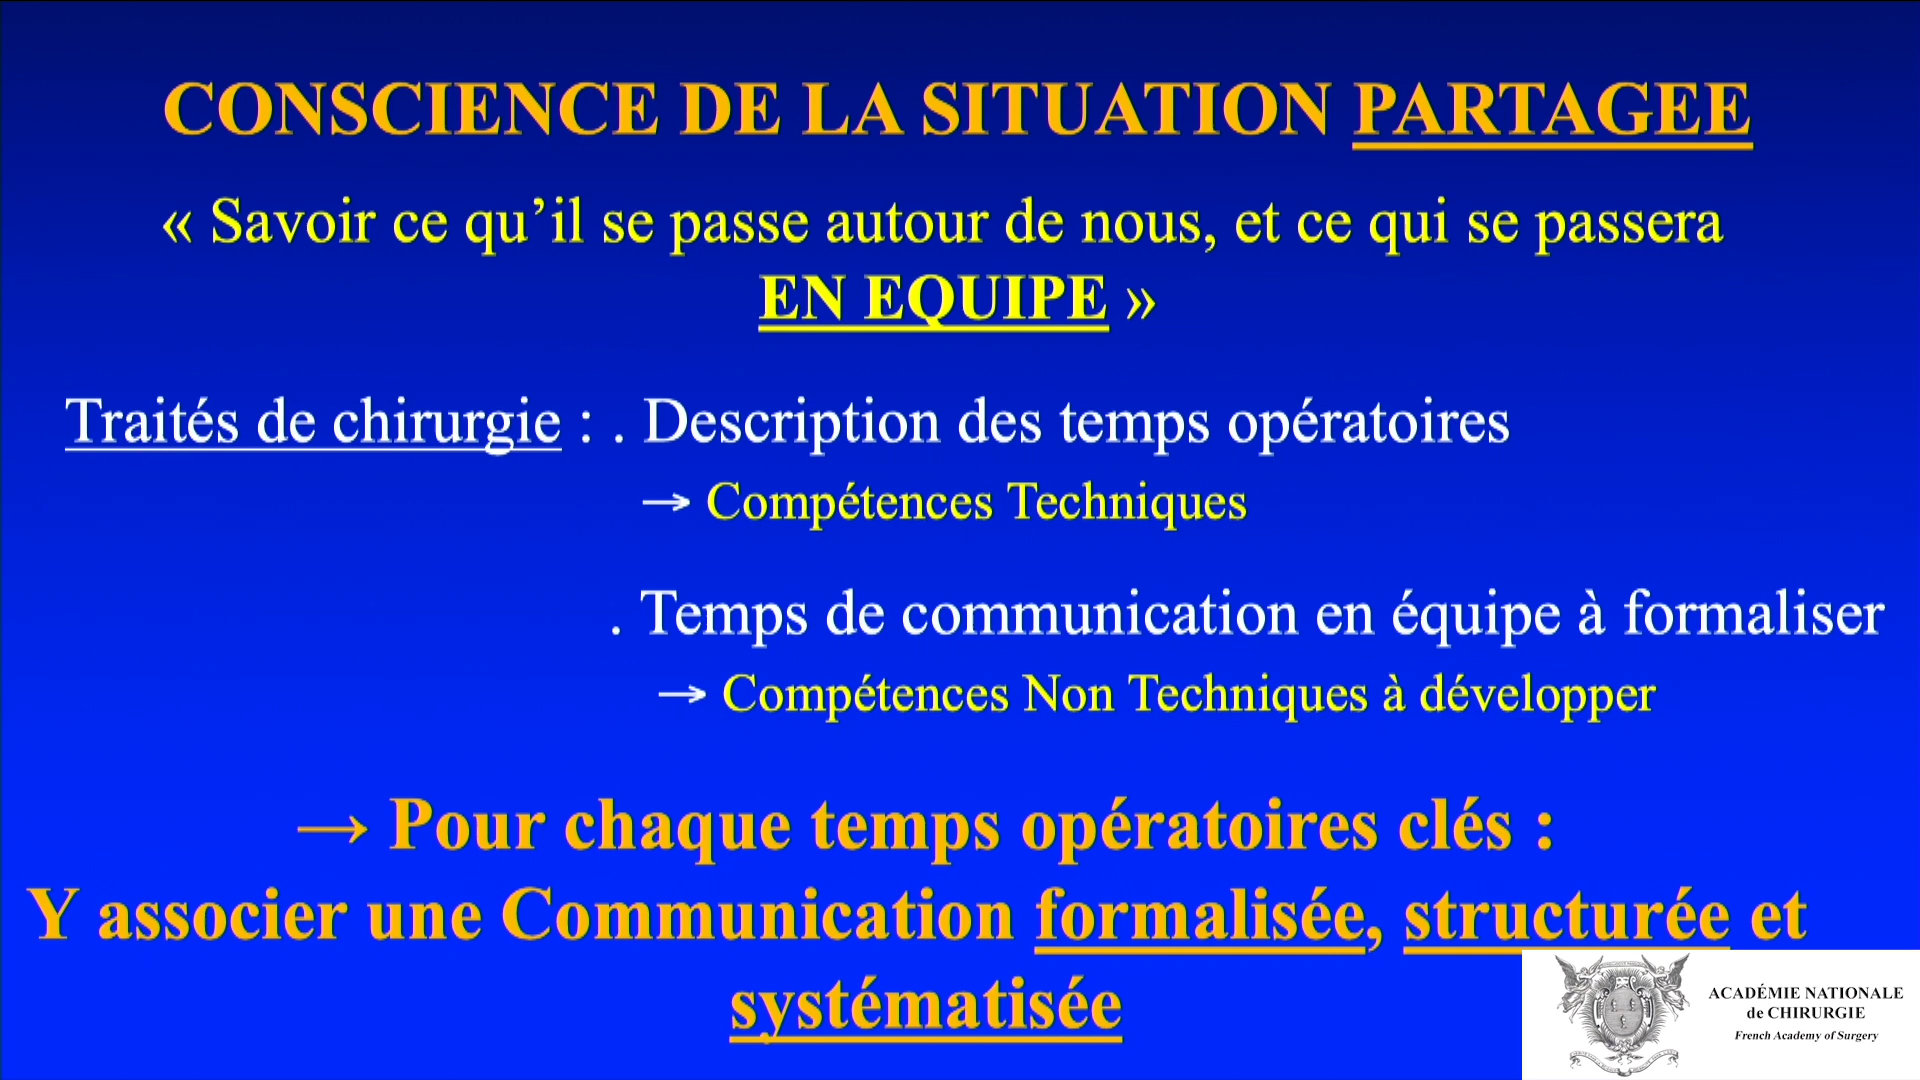 CONSCIENCE DE LA SITUATION PARTAGEE
« Savoir ce qu’il se passe autour de nous, et ce qui se passera
EN EQUIPE »
Traités de chirurgie : . Description des temps opératoires
→ Compétences Techniques
. Temps de communication en équipe à formaliser
→ Compétences Non Techniques à développer
→ Pour chaque temps opératoires clés :
Y associer une Communication formalisée, structurée et
systématisée
ACADÉMIE NATIONALE
de CHIRURGIE
French Academy of Surgery